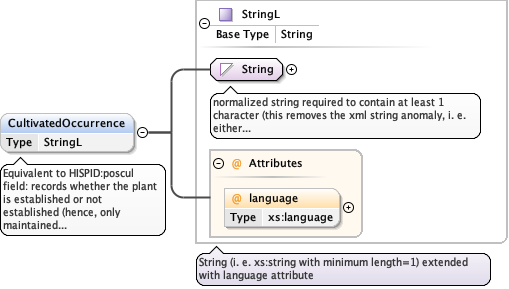 StringL
Base Type String
String
normalized string required to contain at least 1
character (this removes the xml string anomaly, i. e.
either...
CultivatedOccurrence
Type StringL
Equivalent to HISPID:poscul
field: records whether the plant
is established or not
established (hence, only
maintained...
@ Attributes
@ language
Type xs:language
String (i. e. xs:string with minimum length=1) extended
with language attribute